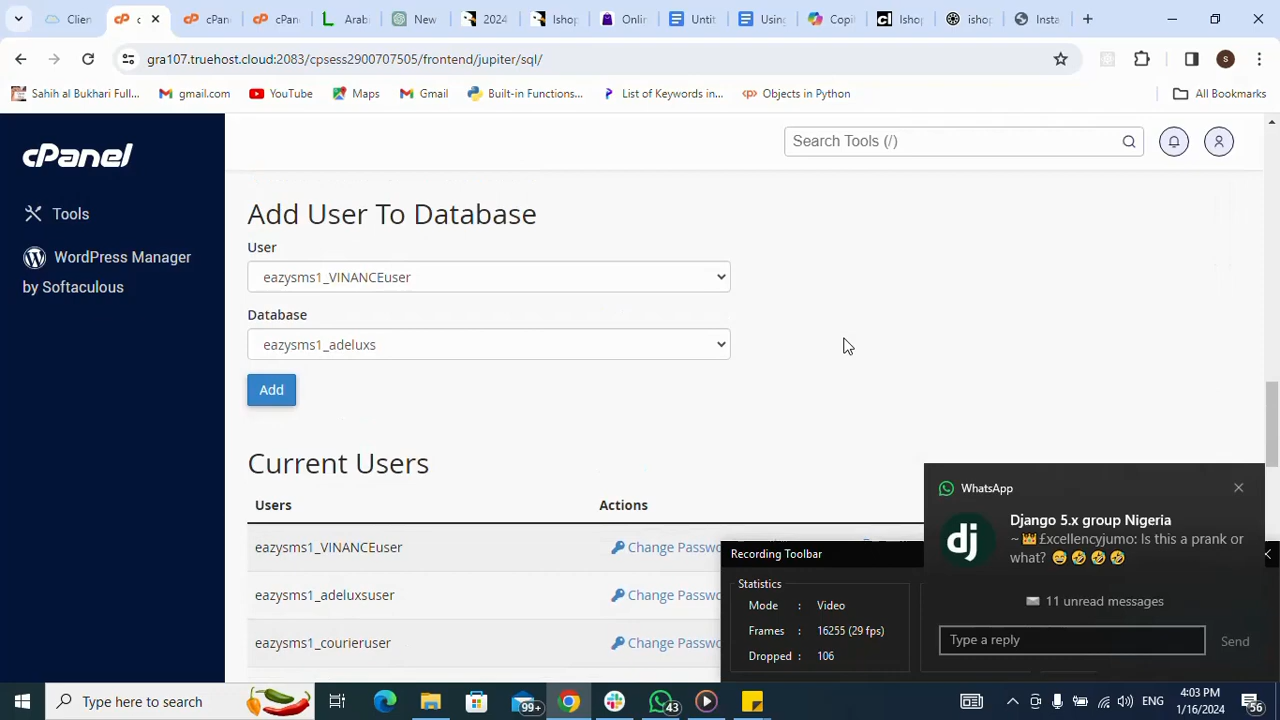 Clien
c
cPan
cPan
Arab
New
2024
Ishop
Onlin
Untit
Using
Copil
Ishop
ishop
Insta
gra107.truehost.cloud:2083/cpsess2900707505/frontend/jupiter/sql/
s
Sahih al Bukhari Full...
gmail.com
YouTube
Maps
Gmail
Built-in Functions...
List of Keywords in...
Objects in Python
All Bookmarks
cPanel
Search Tools (/)
Tools
WordPress Manager
by Softaculous
Add User To Database
User
eazysms1_VINANCEuser
Database
eazysms1_adeluxs
Add
Current Users
Users Actions
eazysms1_VINANCEuser Change Passwo
eazysms1_adeluxsuser Change Passwo
eazysms1_courieruser Change Passwo
WhatsApp
Django 5.x group Nigeria
~👑£xcellencyjumo: Is this a prank or
what? 😅 🤣 🤣 🤣
11 unread messages
Type a reply Send
Recording Toolbar
Statistics
Mode : Video
Frames : 16255 (29 fps)
Dropped : 106
Type here to search
99+
43
ENG
4:03 PM
1/16/2024
56